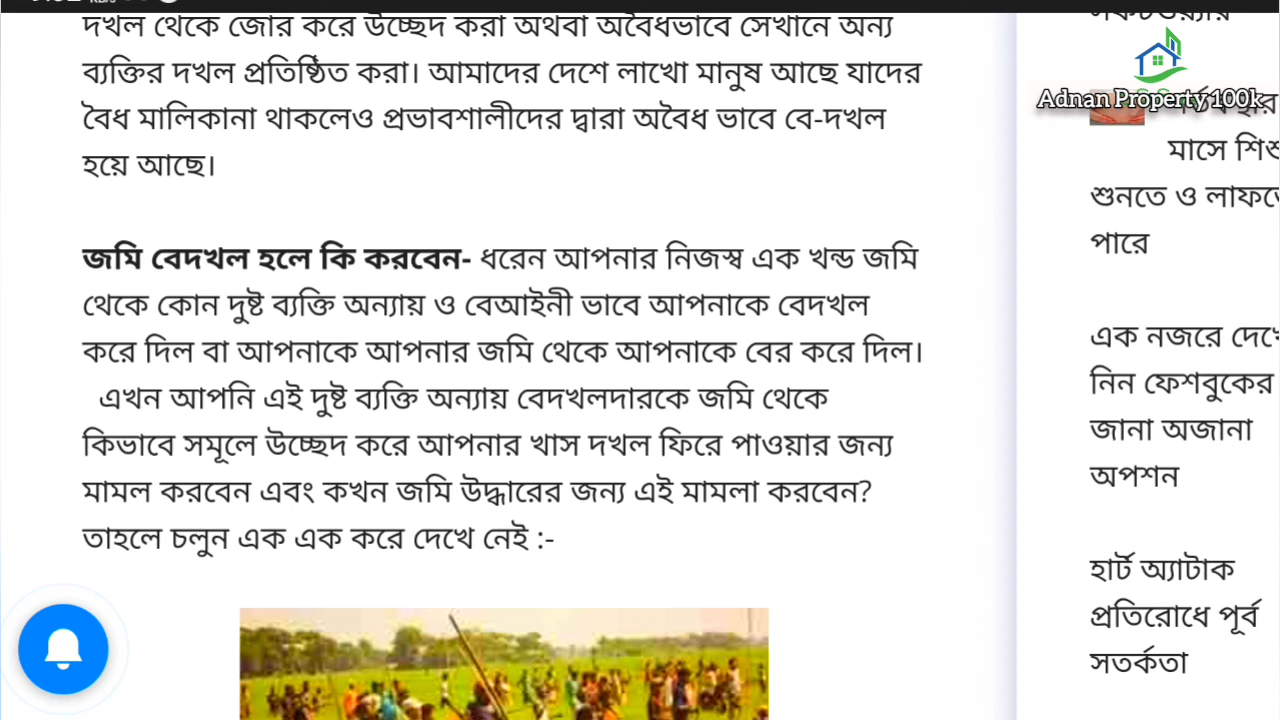 দখল থেকে জোর করে উচ্ছেদ করা অথবা অবৈধভাবে সেখানে অন্য
ব্যক্তির দখল প্রতিষ্ঠিত করা। আমাদের দেশে লাখো মানুষ আছে যাদের
বৈধ মালিকানা থাকলেও প্রভাবশালীদের দ্বারা অবৈধ ভাবে বে-দখল
হয়ে আছে।
জমি বেদখল হলে কি করবেন- ধরেন আপনার নিজস্ব এক খন্ড জমি
থেকে কোন দুষ্ট ব্যক্তি অন্যায় ও বেআইনী ভাবে আপনাকে বেদখল
করে দিল বা আপনাকে আপনার জমি থেকে আপনাকে বের করে দিল।
এখন আপনি এই দুষ্ট ব্যক্তি অন্যায় বেদখলদারকে জমি থেকে
কিভাবে সমূলে উচ্ছেদ করে আপনার খাস দখল ফিরে পাওয়ার জন্য
মামল করবেন এবং কখন জমি উদ্ধারের জন্য এই মামলা করবেন?
তাহলে চলুন এক এক করে দেখে নেই :-
Adnan Property 100k
মাসে
শুনতে ও
পারে
এক নজরে
নিন ফেশবুকের
জানা অজানা
অপশন
হার্ট অ্যাটাক
প্রতিরোধে পূর্ব
সতর্কতা